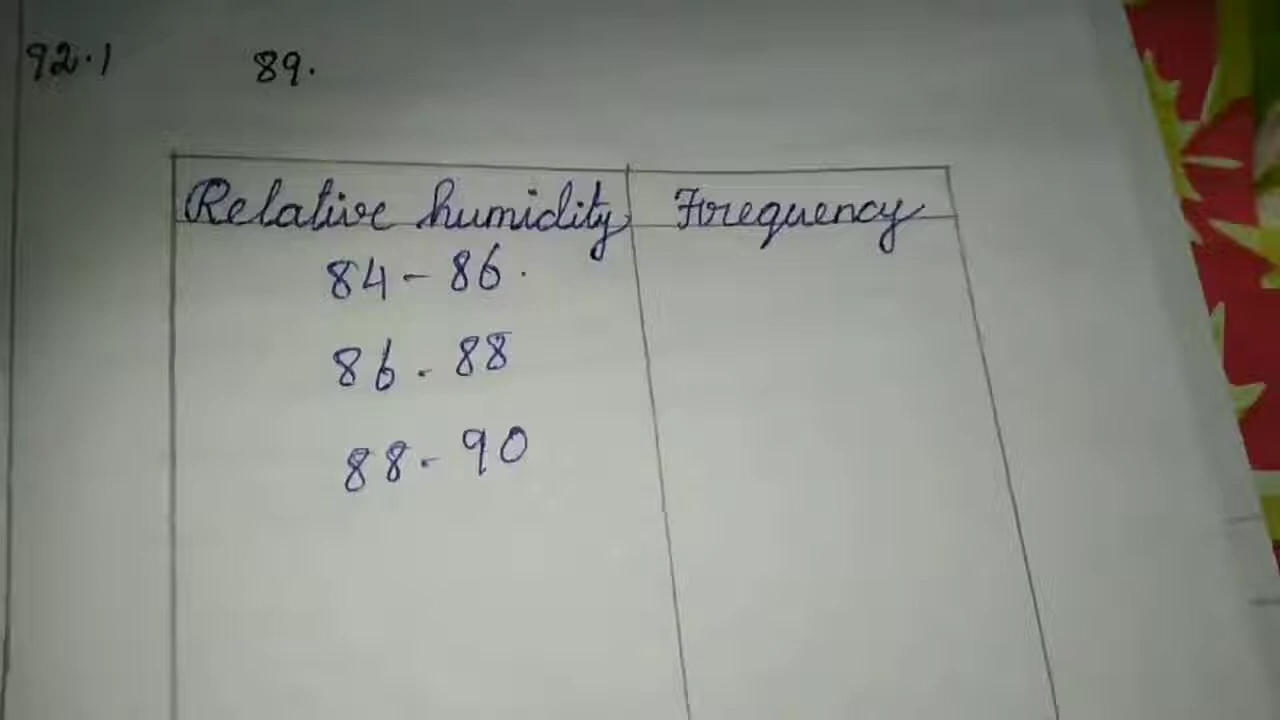 92.1 89.
Relative humidity Frequency
84-86.
86-88
88-90